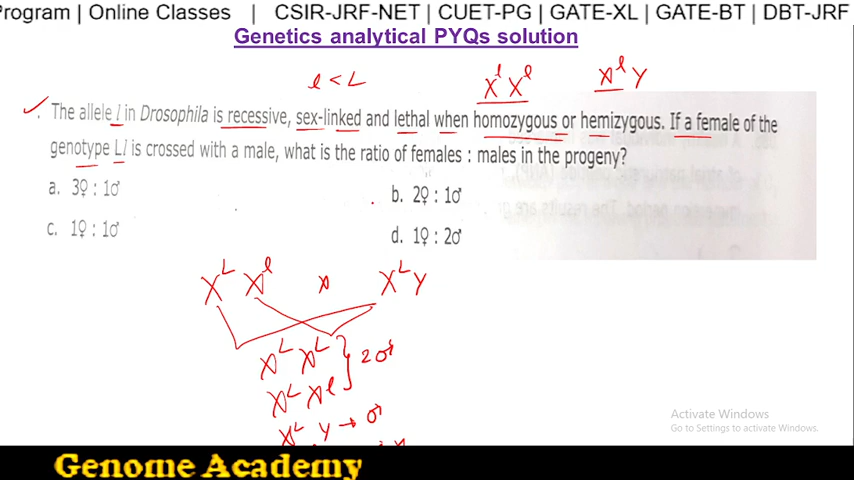 Program | Online Classes | CSIR-JRF-NET | CUET-PG | GATE-XL | GATE-BT | DBT-JRF
Genetics analytical PYQs solution
l < L
XˡXˡ
XˡY
The allele l in Drosophila is recessive, sex-linked and lethal when homozygous or hemizygous. If a female of the
genotype Ll is crossed with a male, what is the ratio of females : males in the progeny?
a. 3♀ : 1♂
b. 2♀ : 1♂
c. 1♀ : 1♂
d. 1♀ : 2♂
Xᴸ Xˡ x Xᴸ Y
Xᴸ Xᴸ
Xᴸ Xˡ
Xᴸ Y → ♂
Activate Windows
Go to Settings to activate Windows.
Genome Academy